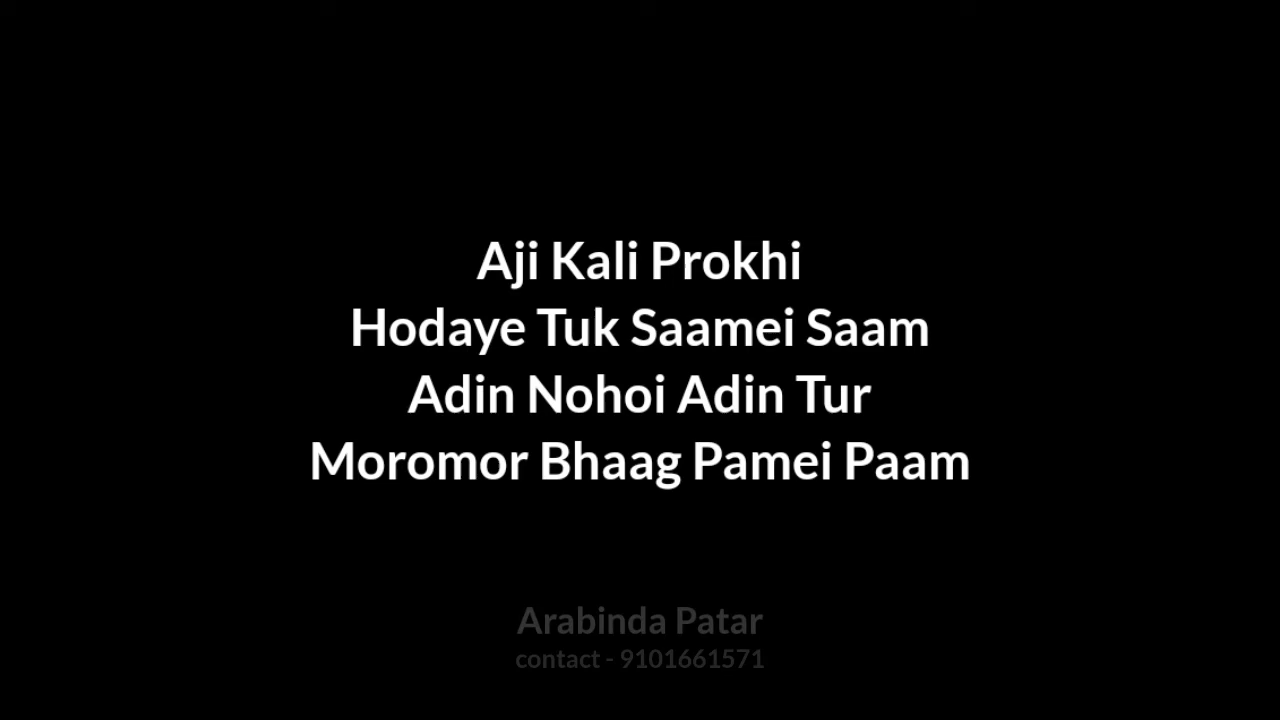 Aji Kali Prokhi
Hodaye Tuk Saamei Saam
Adin Nohoi Adin Tur
Moromor Bhaag Pamei Paam
Arabinda Patar
contact - 9101661571